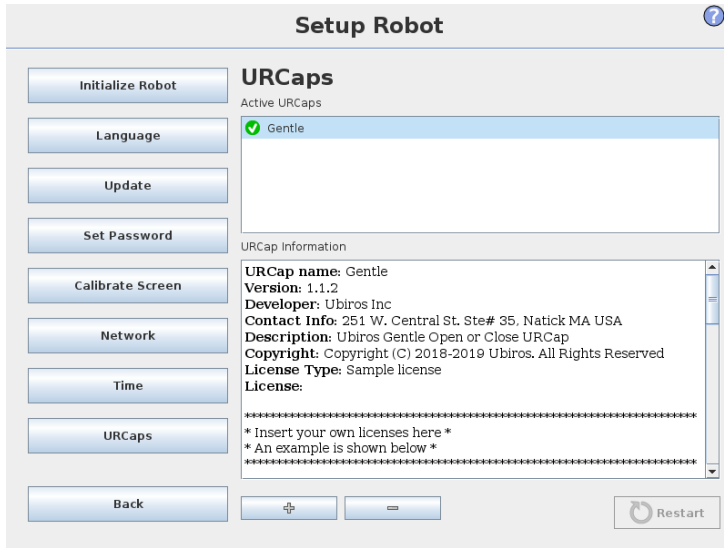 Setup Robot
?
Initialize Robot
Language
Update
Set Password
Calibrate Screen
Network
Time
URCaps
Back
URCaps
Active URCaps
Gentle
URCap Information
URCap name: Gentle
Version: 1.1.2
Developer: Ubiros Inc
Contact Info: 251 W. Central St. Ste# 35, Natick MA USA
Description: Ubiros Gentle Open or Close URCap
Copyright: Copyright (C) 2018-2019 Ubiros. All Rights Reserved
License Type: Sample license
License:
**********************************************************************
* Insert your own licenses here *
* An example is shown below *
**********************************************************************
Restart